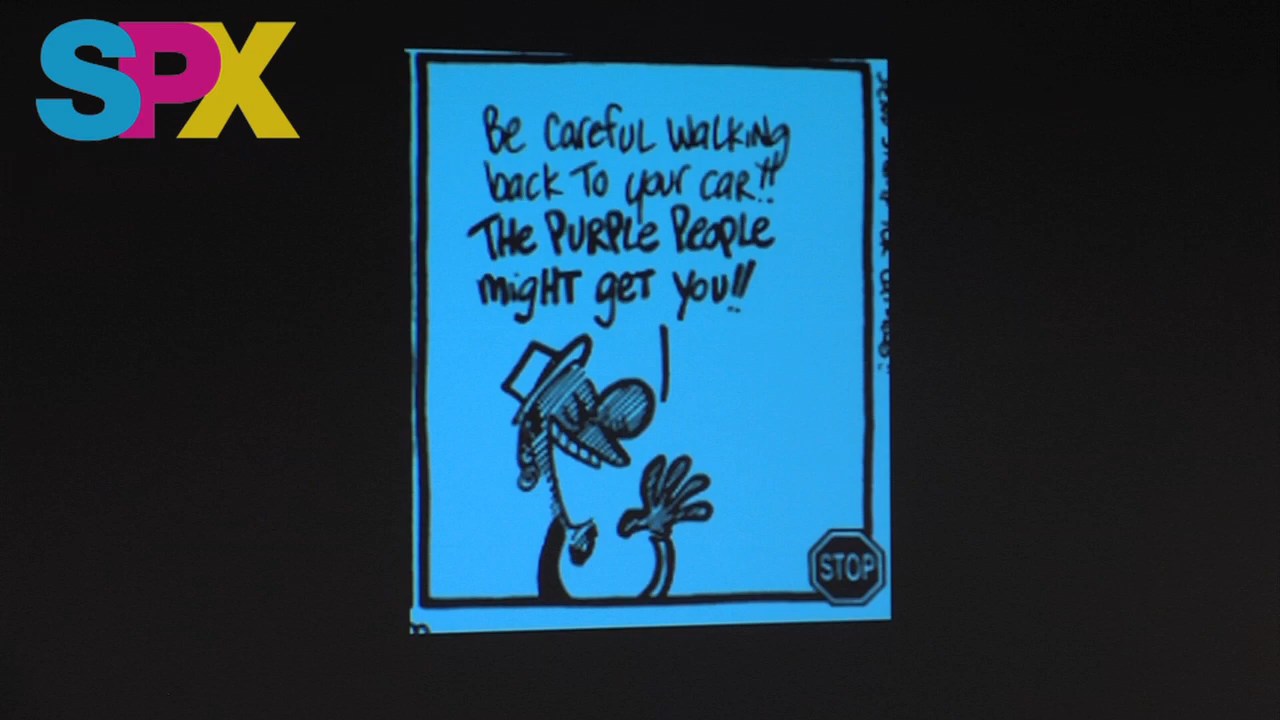 SPX
Be Careful Walking
back To your car!!
THe PURPLe PeoPLe
migHT geT You!!
STOP